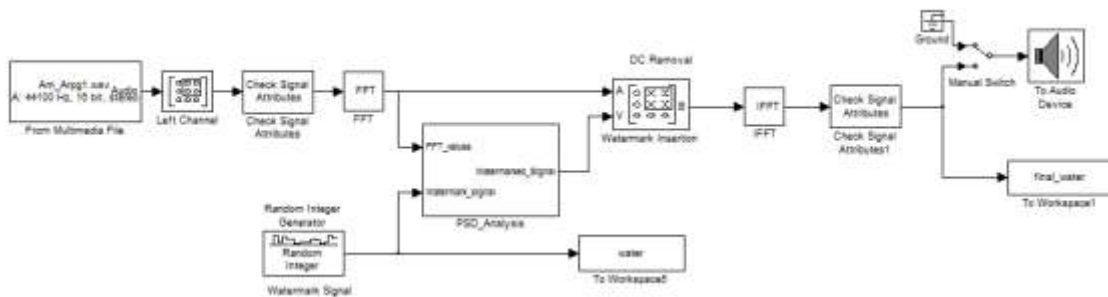 Ground
Manual Switch
To Audio
Device
DC Removal
Am_Arpg1.wav
A: 44100 Hz, 16 bit, stereo
Audio
From Multimedia File
Left Channel
Check Signal
Attributes
Check Signal
Attributes
FFT
FFT
A
V
Watermark Insertion
IFFT
IFFT
Check Signal
Attributes
Check Signal
Attributes1
FFT_values
Watermark_signal
PSD_Analysis
final_water
To Workspace1
Random Integer
Generator
Random
Integer
Watermark Signal
water
To Workspace5